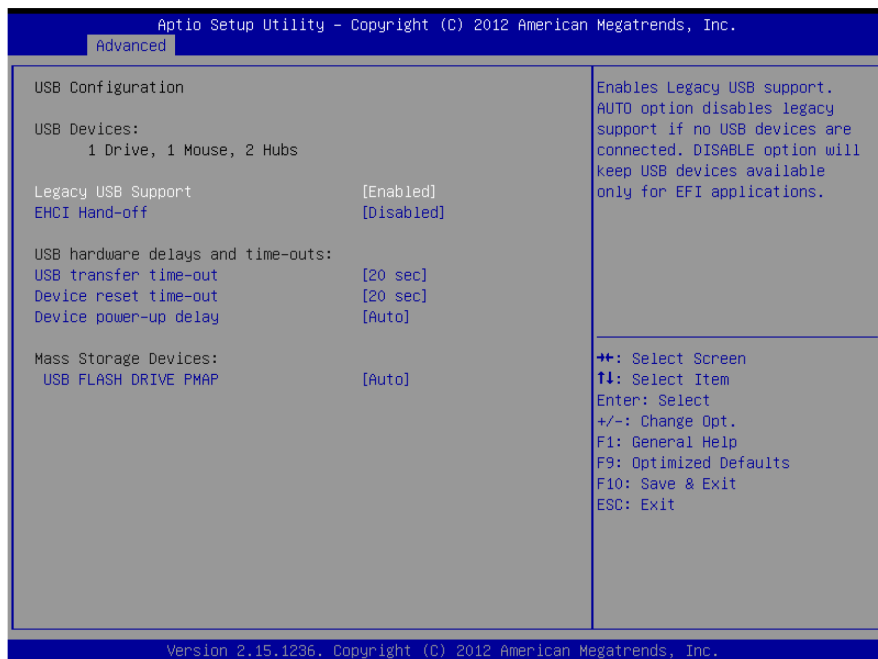 Aptio Setup Utility – Copyright (C) 2012 American Megatrends, Inc.
Advanced
USB Configuration
USB Devices:
1 Drive, 1 Mouse, 2 Hubs
Legacy USB Support [Enabled]
EHCI Hand-off [Disabled]
USB hardware delays and time-outs:
USB transfer time-out [20 sec]
Device reset time-out [20 sec]
Device power-up delay [Auto]
Mass Storage Devices:
USB FLASH DRIVE PMAP [Auto]
Enables Legacy USB support.
AUTO option disables legacy
support if no USB devices are
connected. DISABLE option will
keep USB devices available
only for EFI applications.
→←: Select Screen
↑↓: Select Item
Enter: Select
+/-: Change Opt.
F1: General Help
F9: Optimized Defaults
F10: Save & Exit
ESC: Exit
Version 2.15.1236. Copyright (C) 2012 American Megatrends, Inc.